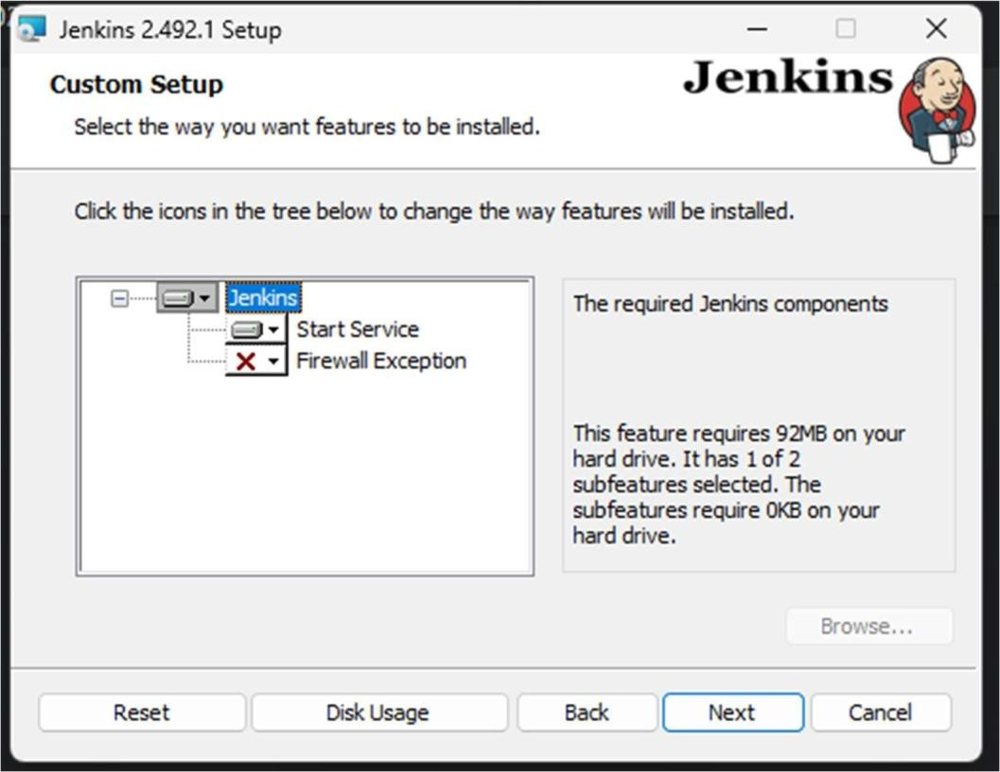 Jenkins 2.492.1 Setup
Custom Setup
Jenkins
Select the way you want features to be installed.
Click the icons in the tree below to change the way features will be installed.
Jenkins
Start Service
Firewall Exception
The required Jenkins components
This feature requires 92MB on your
hard drive. It has 1 of 2
subfeatures selected. The
subfeatures require 0KB on your
hard drive.
Browse...
Reset
Disk Usage
Back
Next
Cancel